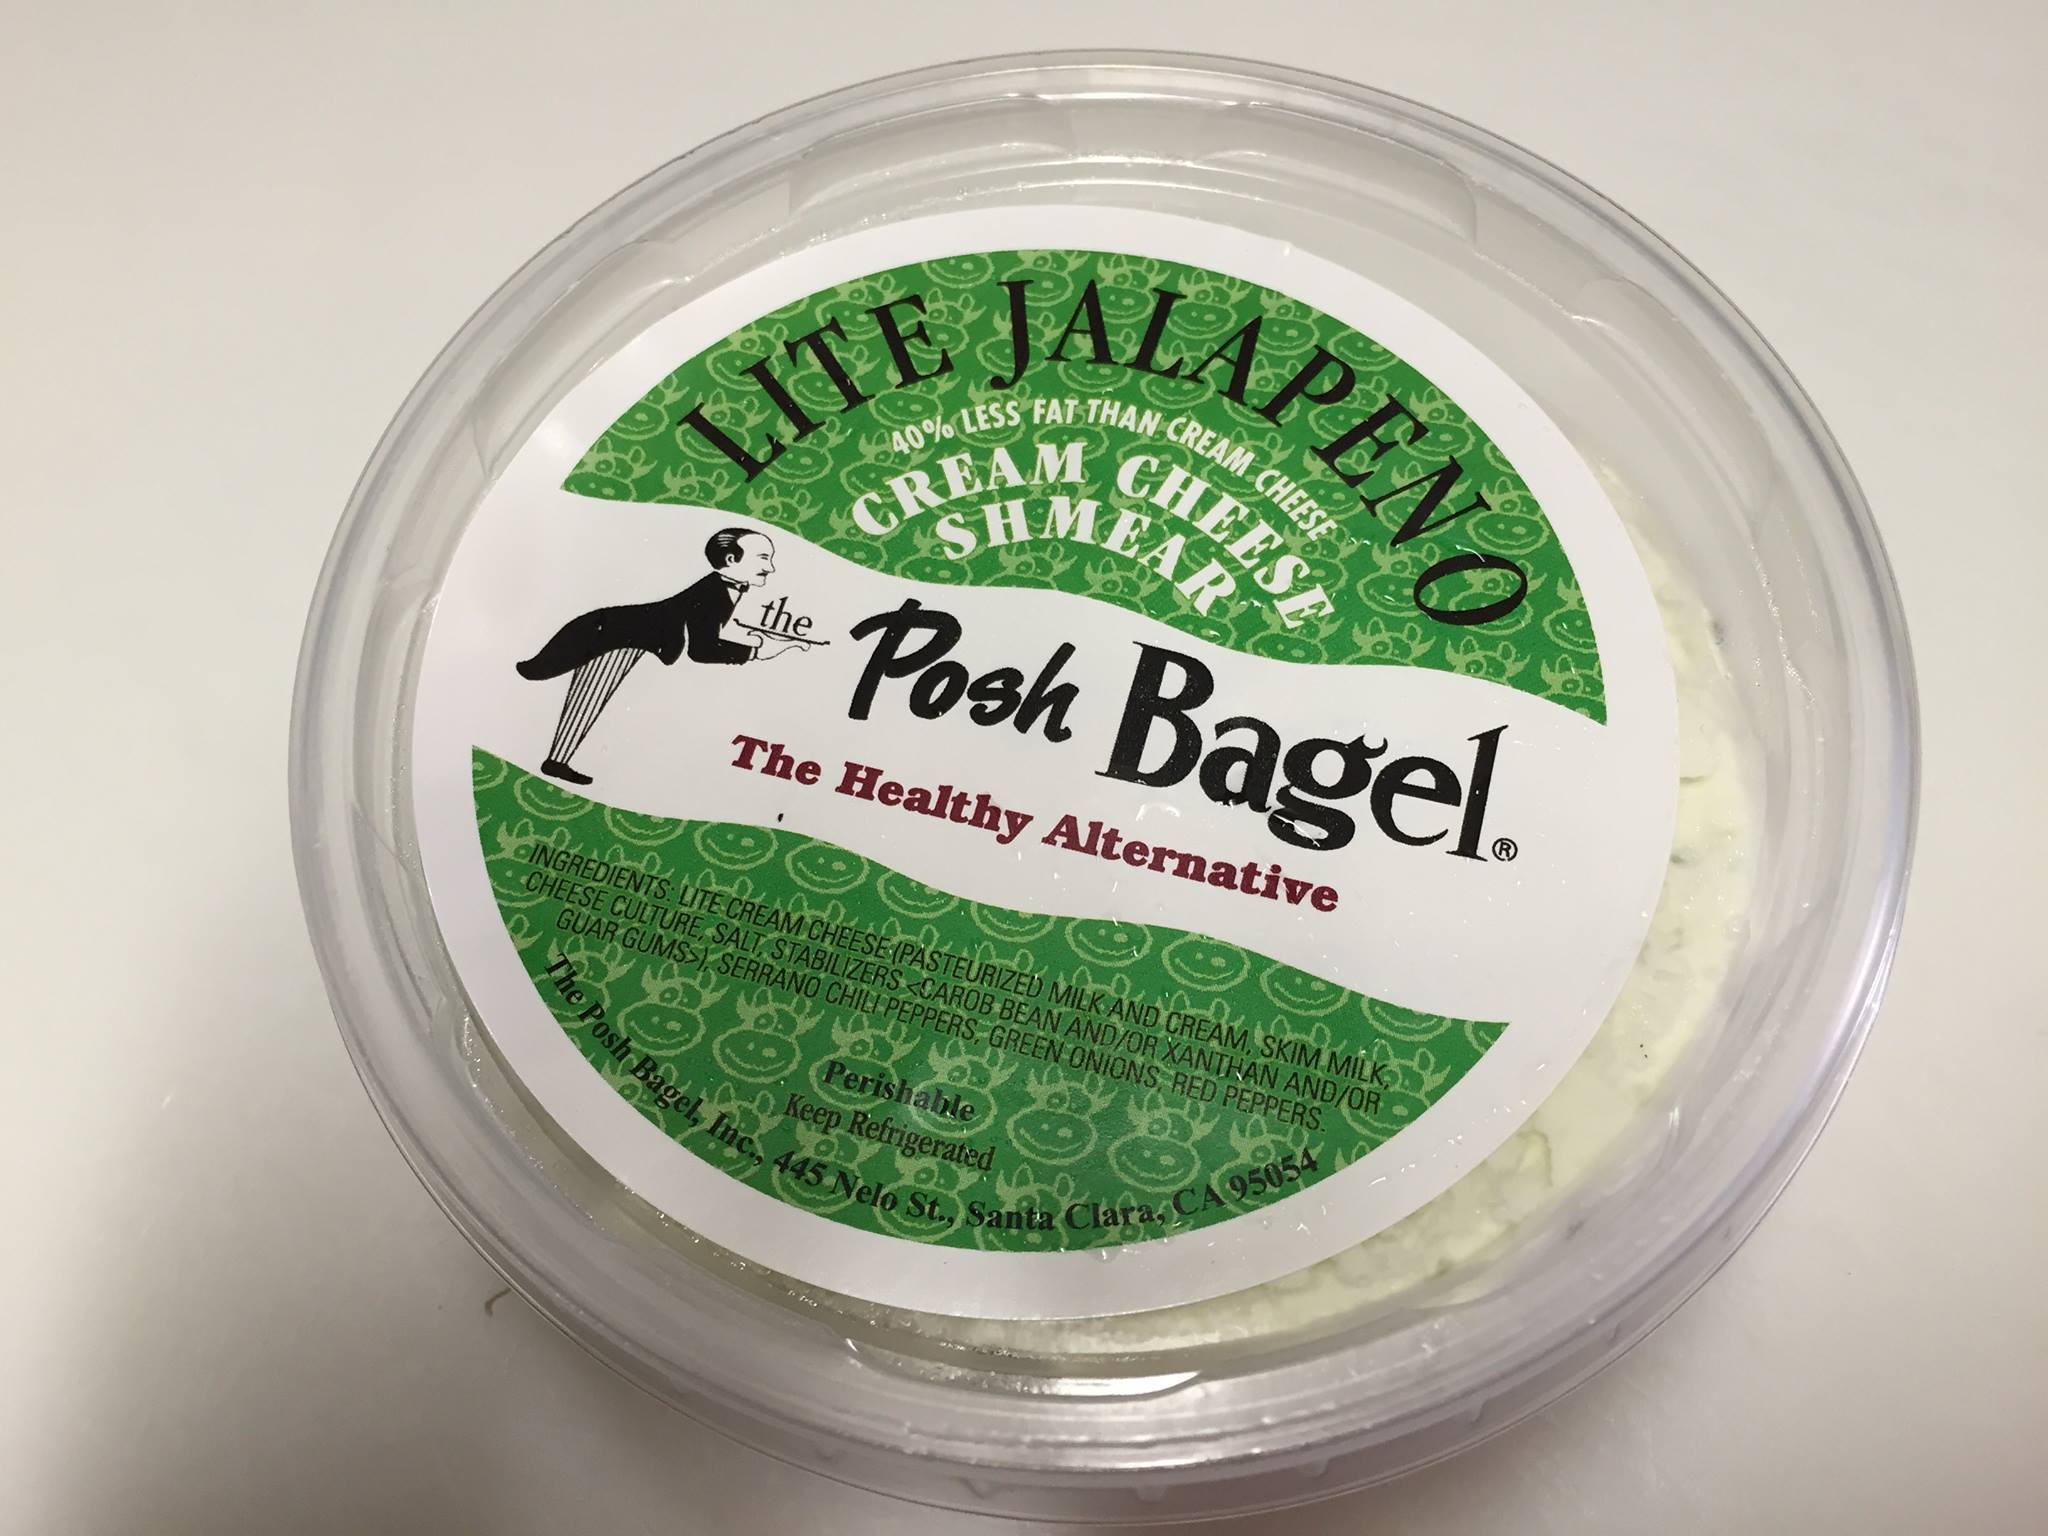 LITE JALAPENO
40% LESS FAT THAN CREAM CHEESE
CREAM CHEESE
SHMEAR
the Posh Bagel®
The Healthy Alternative
INGREDIENTS: LITE CREAM CHEESE (PASTEURIZED MILK AND CREAM, SKIM MILK,
CHEESE CULTURE, SALT, STABILIZERS <CAROB BEAN AND/OR XANTHAN AND/OR
GUAR GUMS>), SERRANO CHILI PEPPERS, GREEN ONIONS, RED PEPPERS.
Perishable
Keep Refrigerated
The Posh Bagel, Inc., 445 Nelo St., Santa Clara, CA 95054